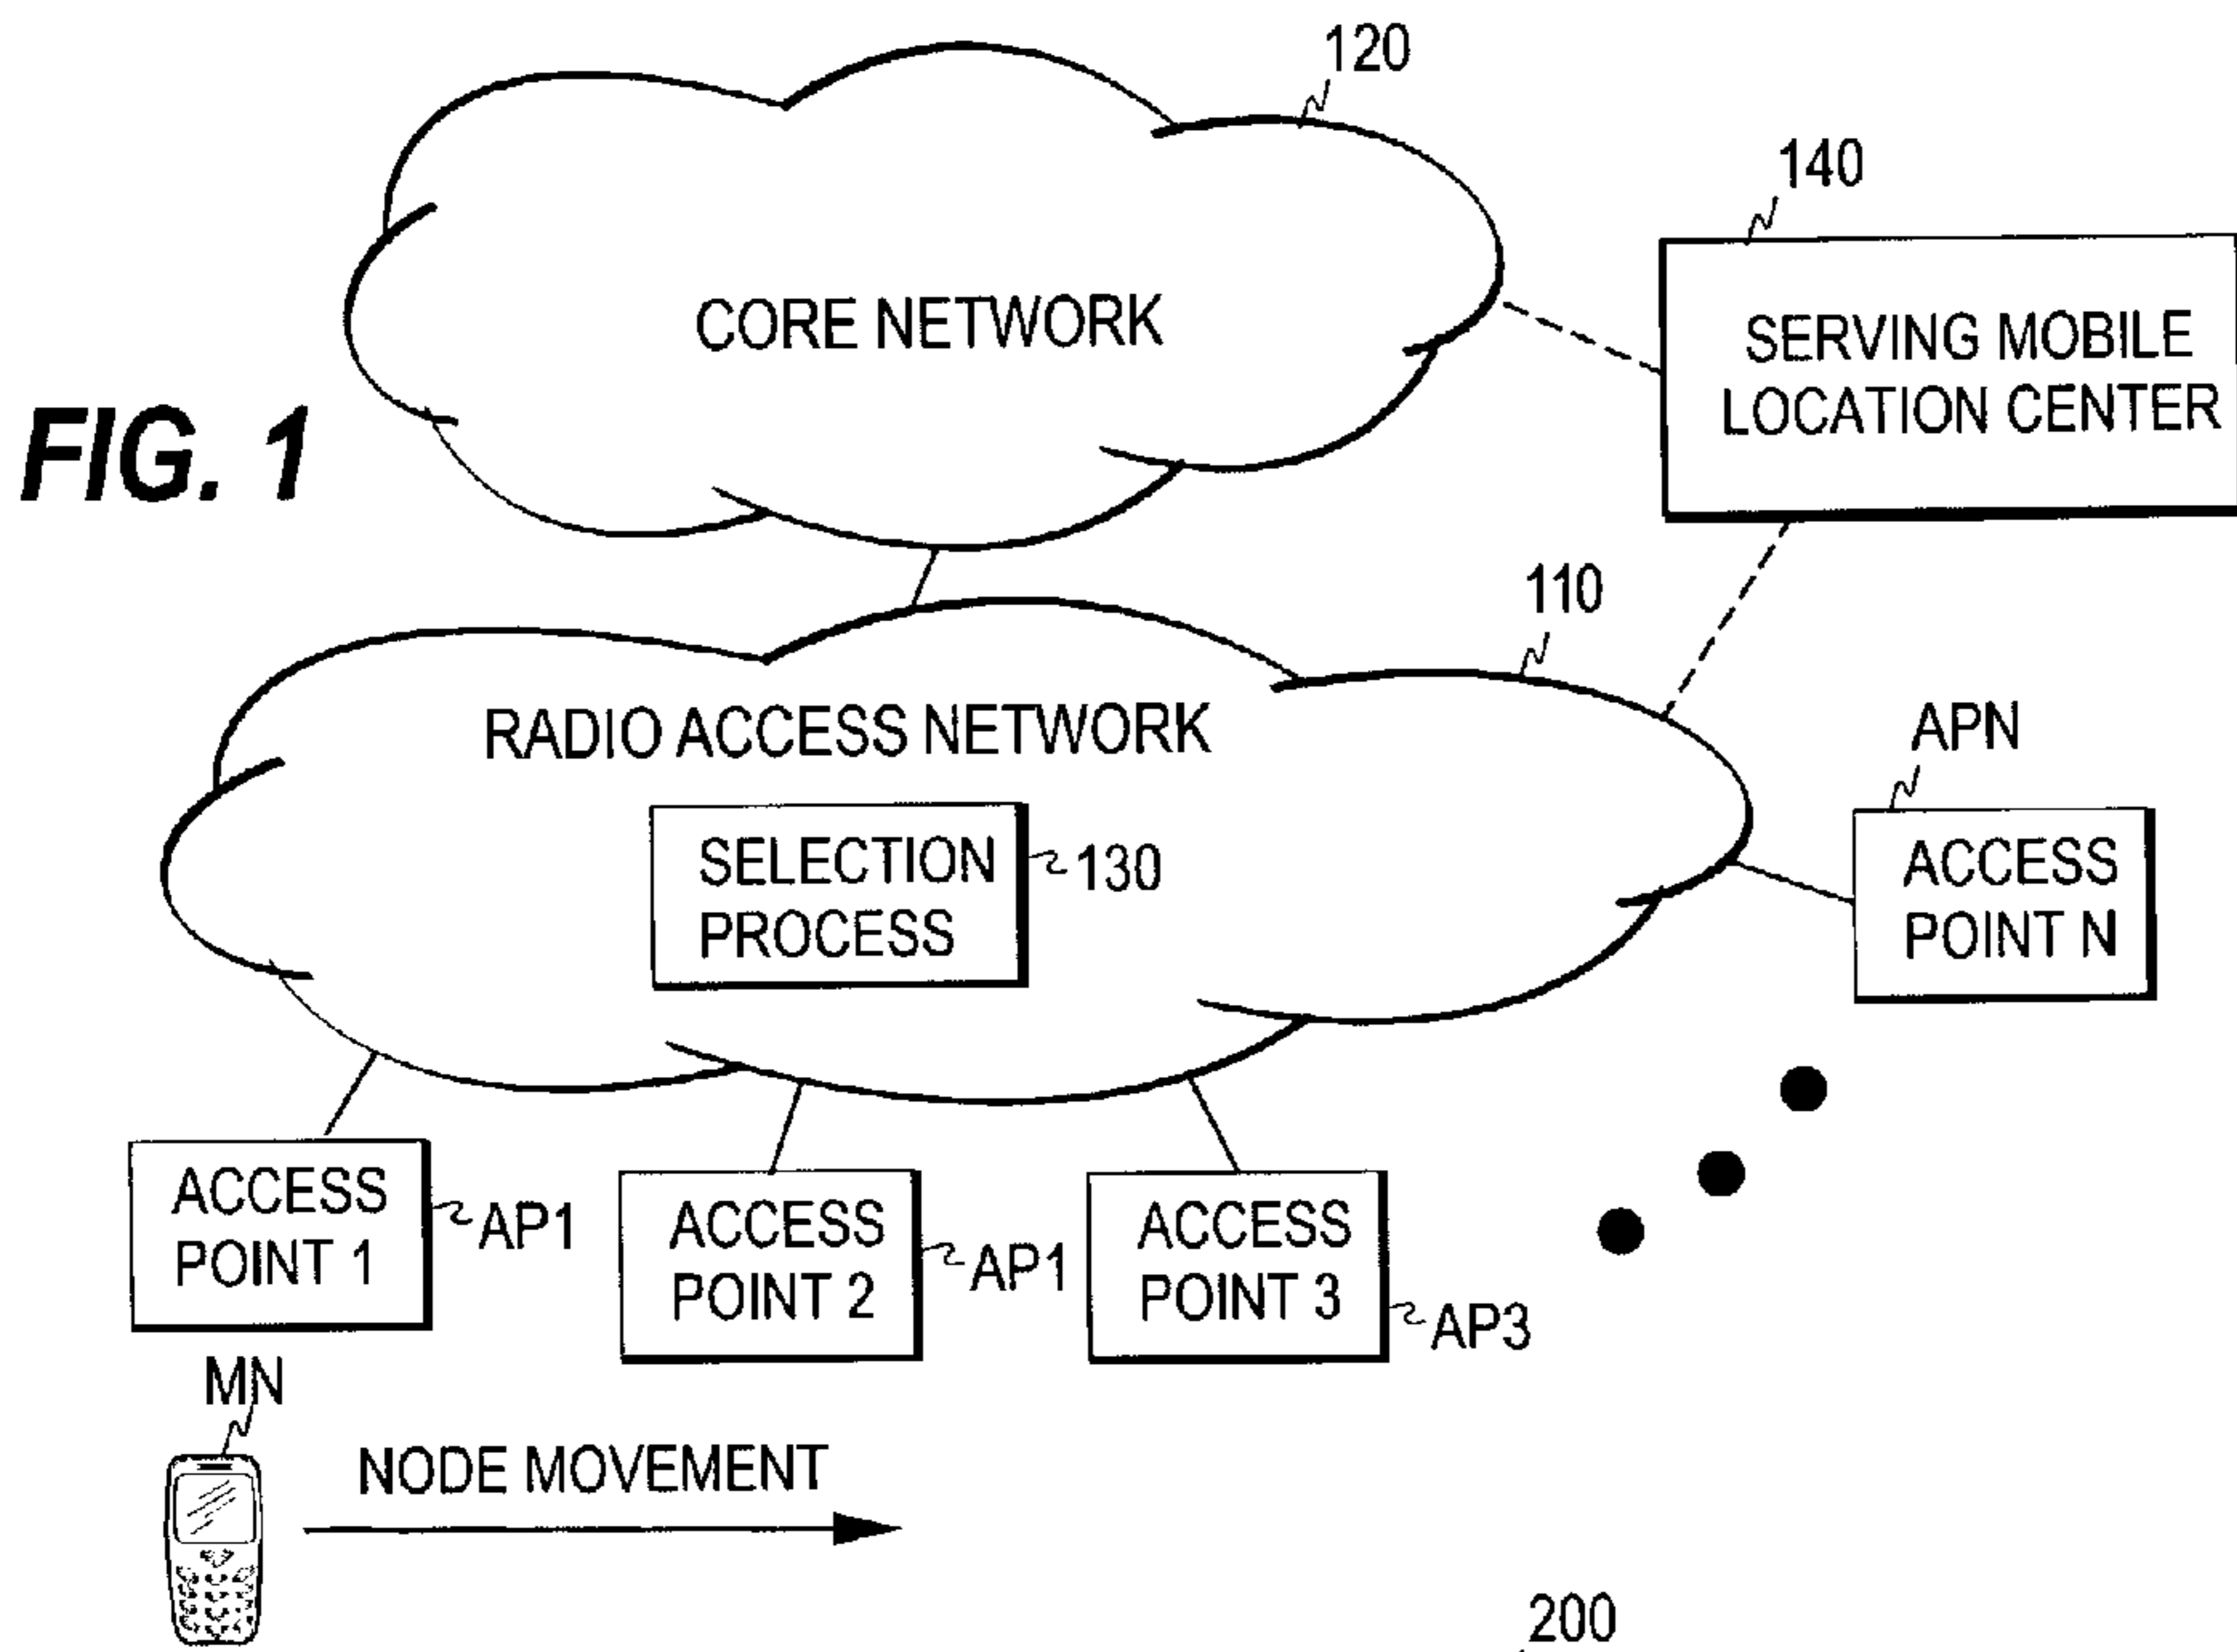 120
140
CORE NETWORK
SERVING MOBILE
LOCATION CENTER
FIG. 1
110
RADIO ACCESS NETWORK
APN
SELECTION
PROCESS
130
ACCESS
POINT N
ACCESS
POINT 1
AP1
ACCESS
POINT 2
AP1
ACCESS
POINT 3
AP3
MN
NODE MOVEMENT
200